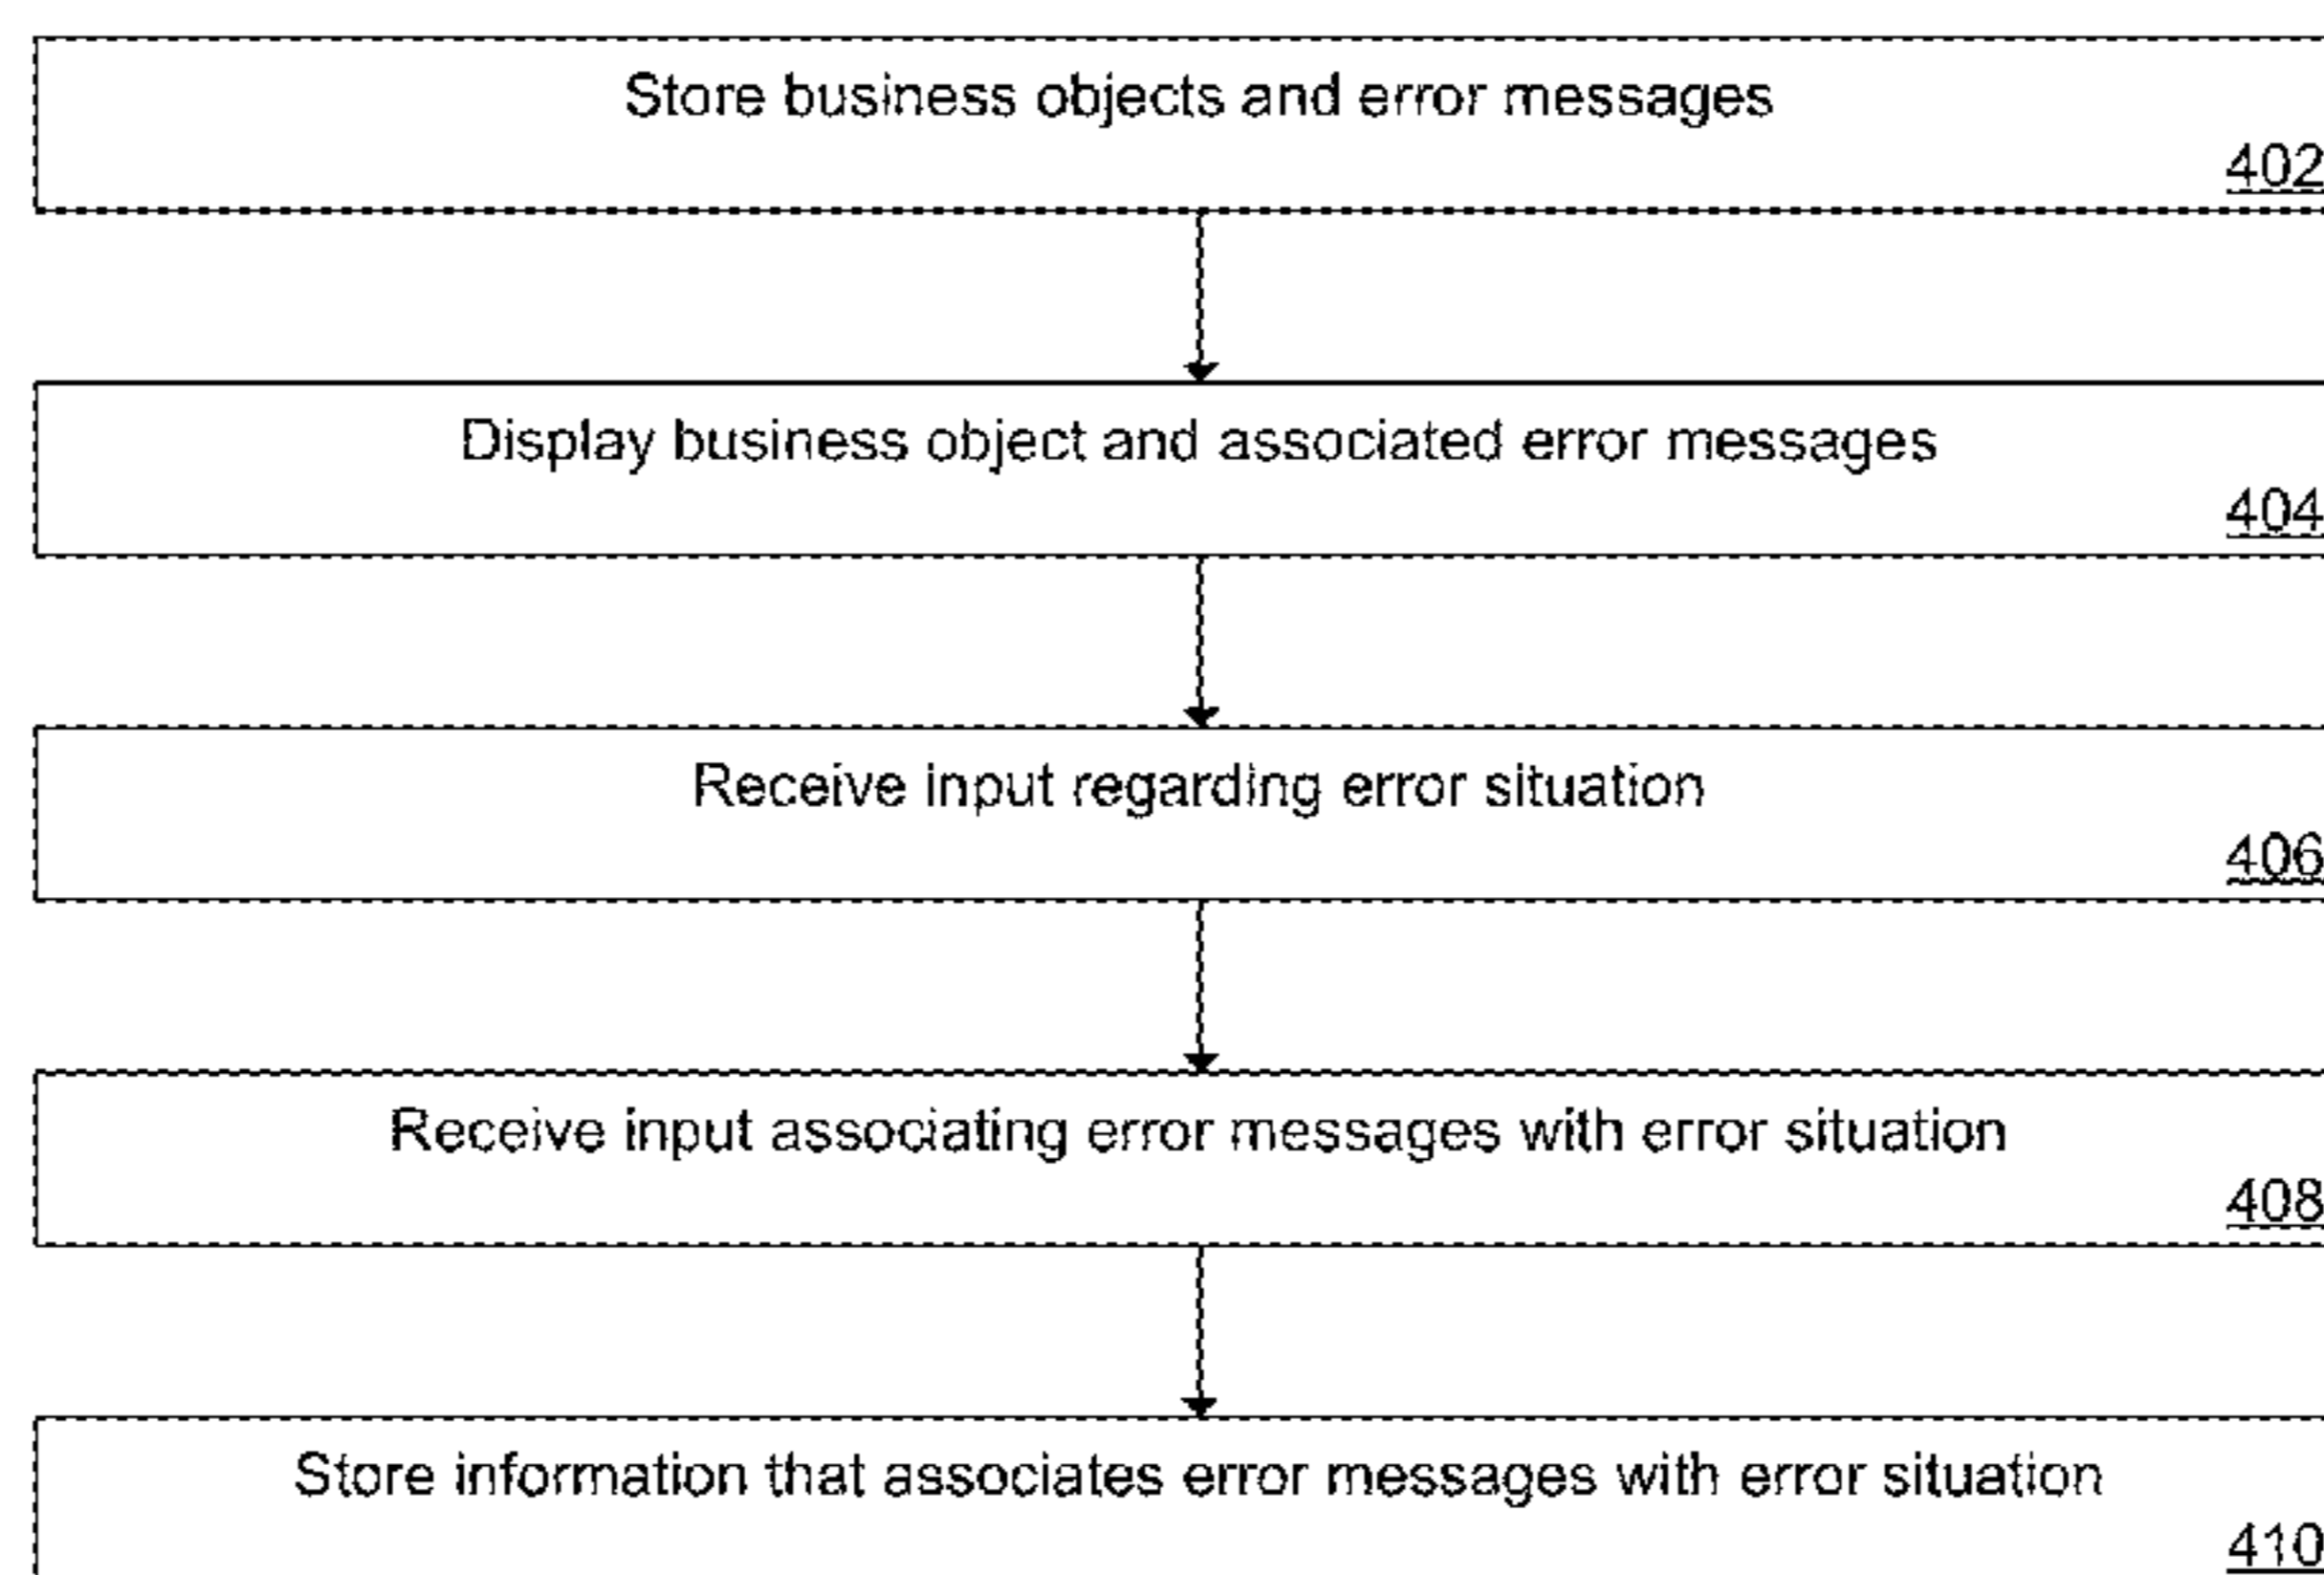 Store business objects and error messages
402
Display business object and associated error messages
404
Receive input regarding error situation
406
Receive input associating error messages with error situation
408
Store information that associates error messages with error situation
410